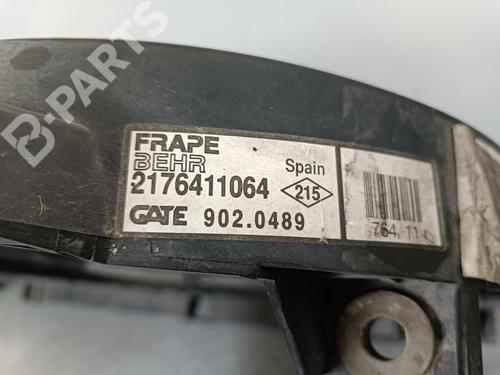 FRAPE
BEHR
Spain
2176411064
215
GATE 902.0489
764.11
B-PARTS